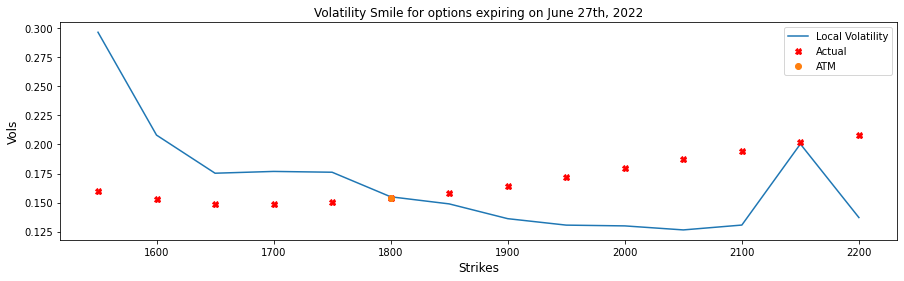 Volatility Smile for options expiring on June 27th, 2022
Vols
0.300
0.275
0.250
0.225
0.200
0.175
0.150
0.125
Local Volatility
Actual
ATM
1600 1700 1800 1900 2000 2100 2200
Strikes